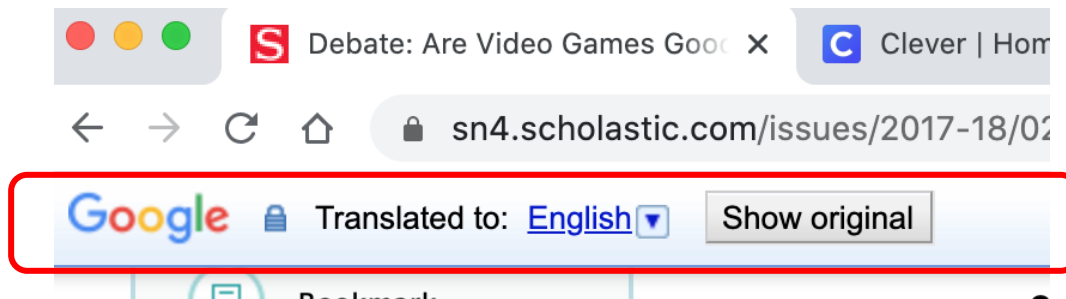 S Debate: Are Video Games Good C Clever | Hom
sn4.scholastic.com/issues/2017-18/02
Google Translated to: English Show original
Bookmark